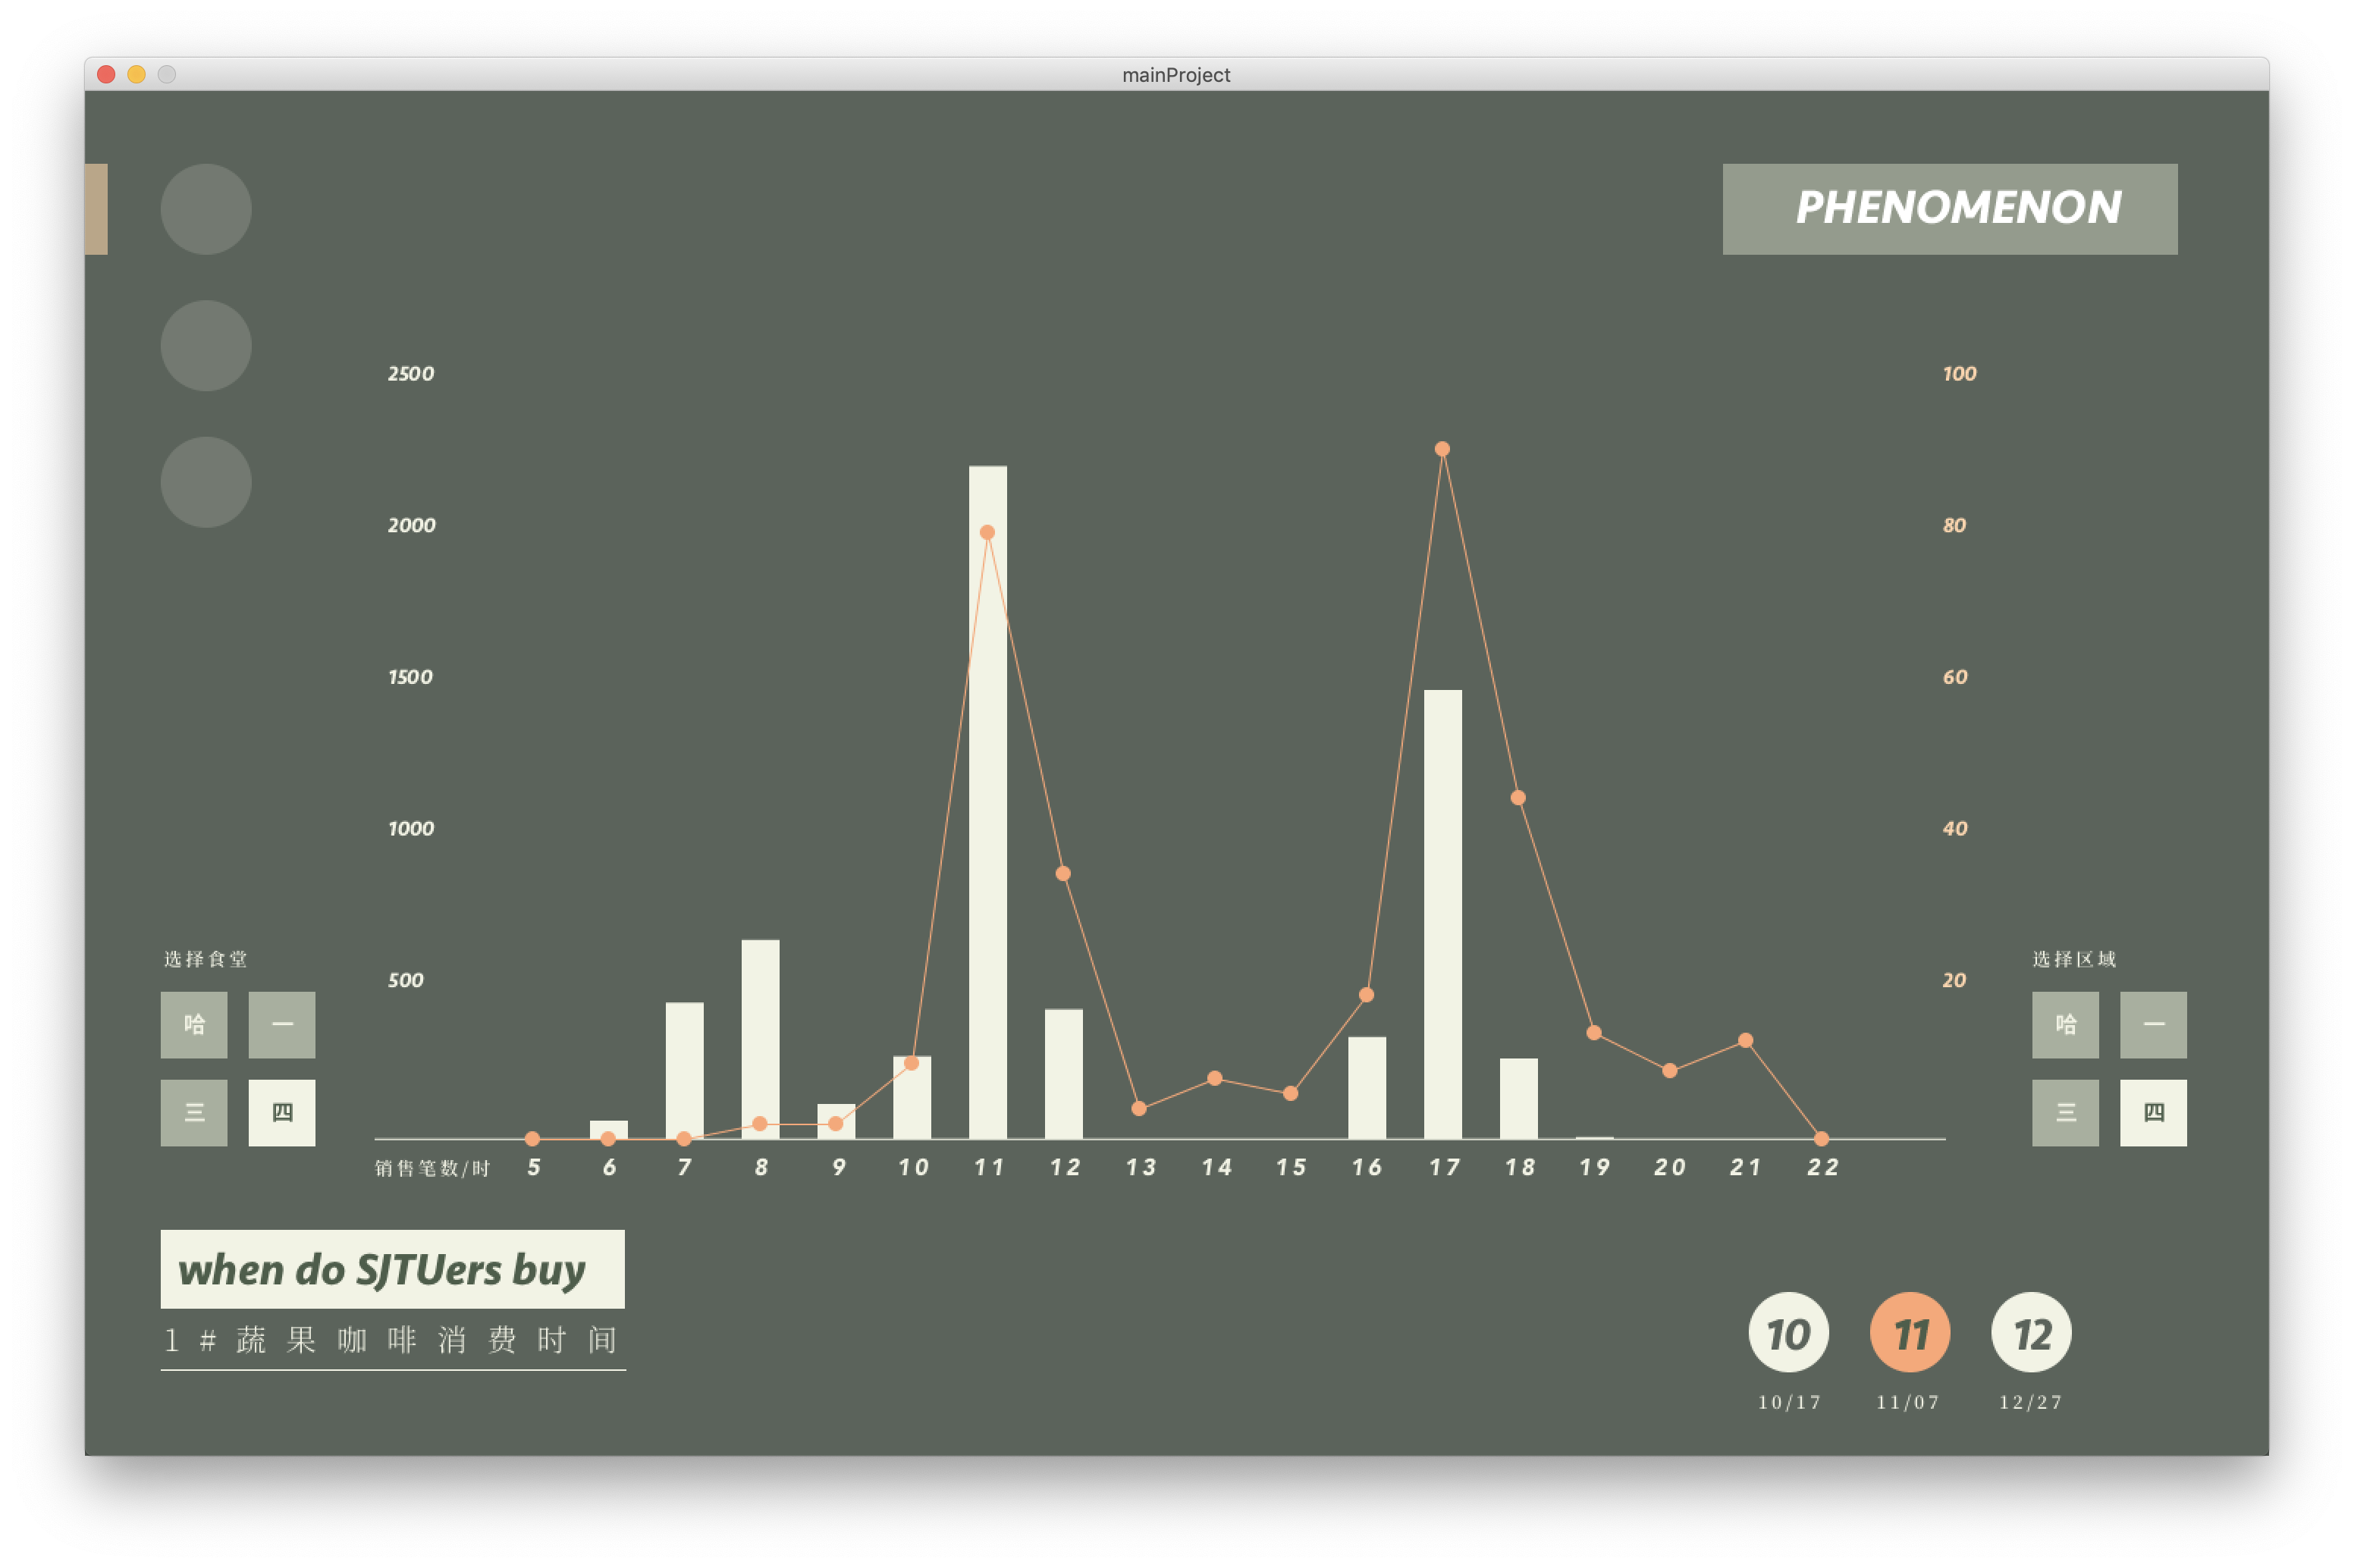 mainProject
PHENOMENON
2500
100
2000
80
1500
60
1000
40
500
20
选择食堂
哈 一
三 四
选择区域
哈 一
三 四
销售笔数/时 5 6 7 8 9 10 11 12 13 14 15 16 17 18 19 20 21 22
when do SJTUers buy
1#蔬果咖啡消费时间
10 11 12
10/17 11/07 12/27